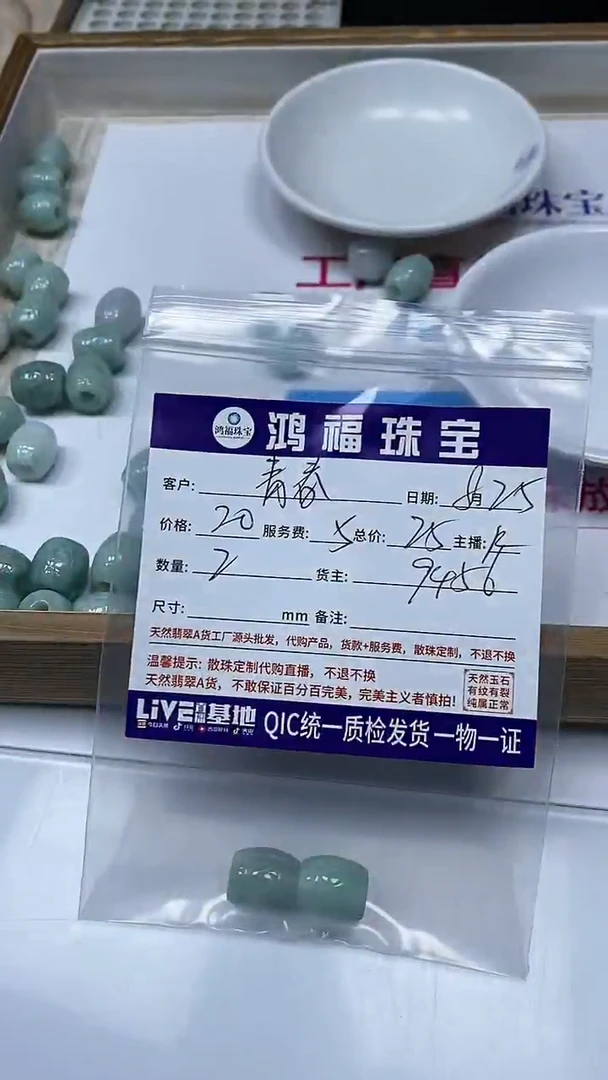 珠宝
工
放
鸿福珠宝 鸿福珠宝
客户: 青春 日期: 8月25
价格: 20 服务费: 5 总价: 25 主播:
数量: 2 货主: 9456
尺寸: mm 备注:
天然翡翠A货工厂源头批发，代购产品，货款+服务费，散珠定制，不退不换
温馨提示: 散珠定制代购直播，不退不换
天然翡翠A货，不敢保证百分百完美，完美主义者慎拍!
天然玉石
有纹有裂
纯属正常
LiVE直播基地 QIC统一质检发货一物一证